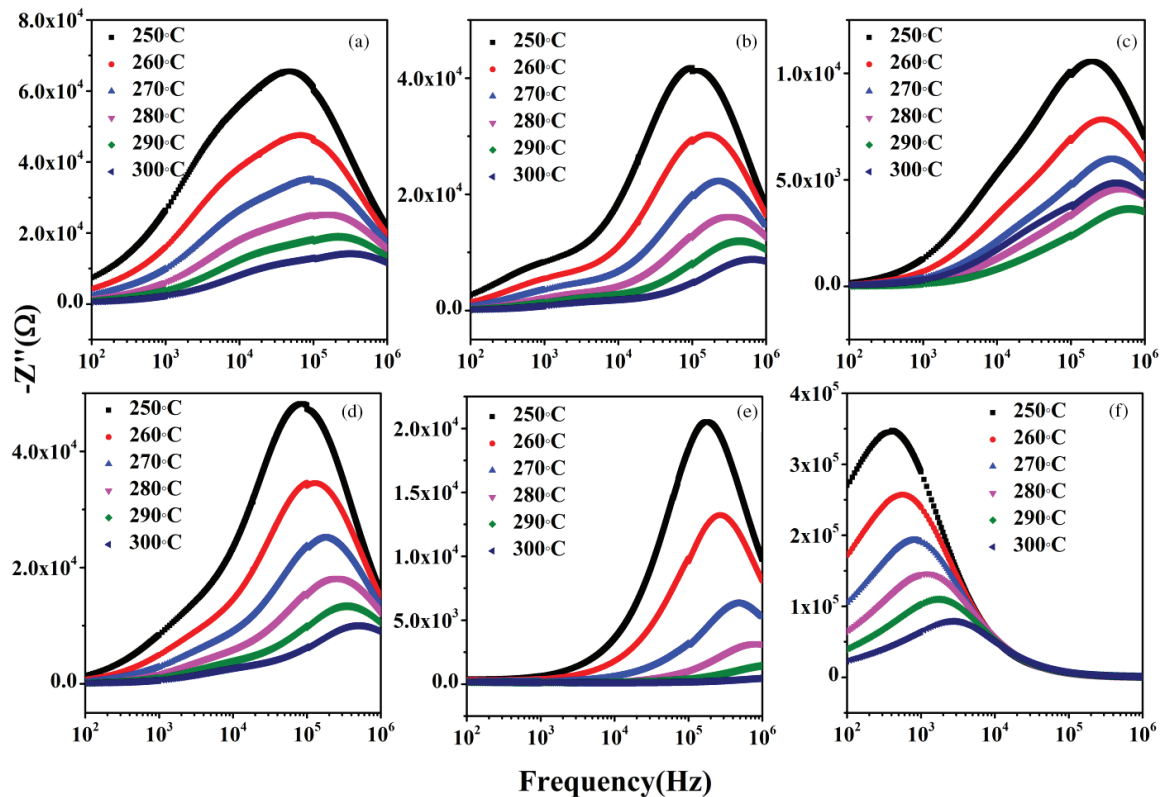 -Z''(Ω)
8.0x10⁴
6.0x10⁴
4.0x10⁴
2.0x10⁴
0.0
250◦C
260◦C
270◦C
280◦C
290◦C
300◦C
(a)
10² 10³ 10⁴ 10⁵ 10⁶
4.0x10⁴
2.0x10⁴
0.0
250◦C
260◦C
270◦C
280◦C
290◦C
300◦C
(b)
10² 10³ 10⁴ 10⁵ 10⁶
1.0x10⁴
5.0x10³
0.0
250◦C
260◦C
270◦C
280◦C
290◦C
300◦C
(c)
10² 10³ 10⁴ 10⁵ 10⁶
4.0x10⁴
2.0x10⁴
0.0
250◦C
260◦C
270◦C
280◦C
290◦C
300◦C
(d)
10² 10³ 10⁴ 10⁵ 10⁶
2.0x10⁴
1.5x10⁴
1.0x10⁴
5.0x10³
0.0
250◦C
260◦C
270◦C
280◦C
290◦C
300◦C
(e)
10² 10³ 10⁴ 10⁵ 10⁶
4x10⁵
3x10⁵
2x10⁵
1x10⁵
0
250◦C
260◦C
270◦C
280◦C
290◦C
300◦C
(f)
10² 10³ 10⁴ 10⁵ 10⁶
Frequency(Hz)